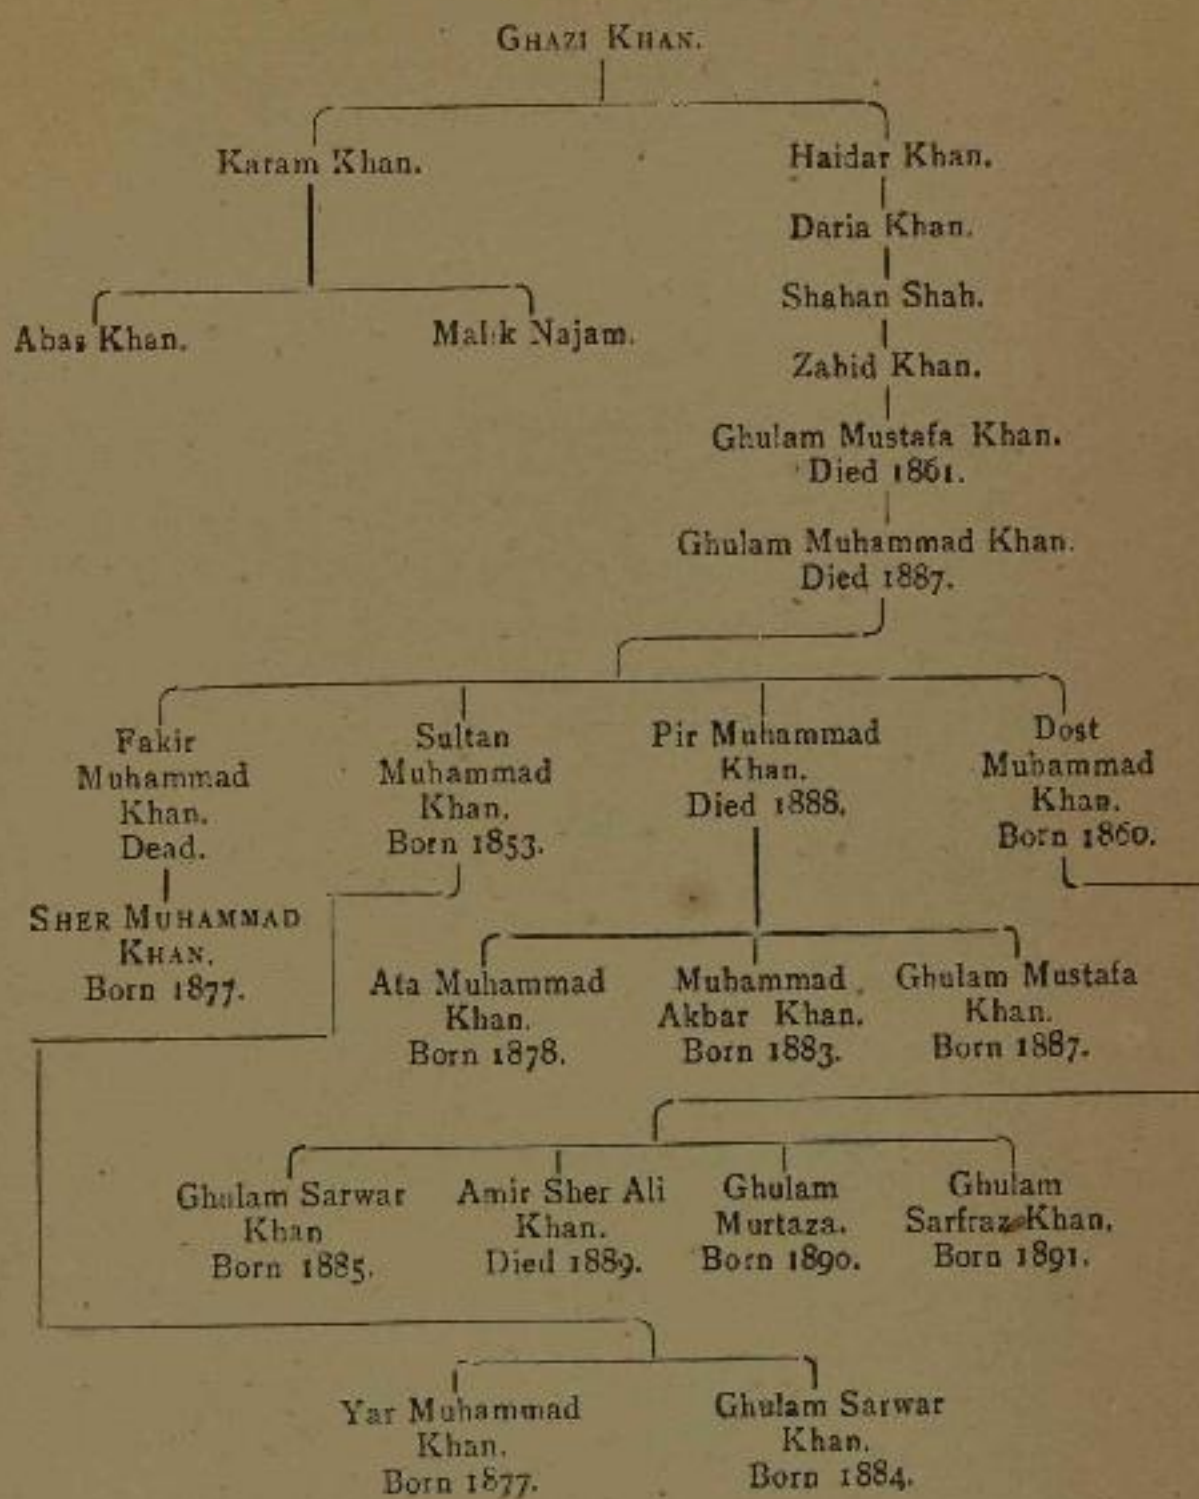 GHAZI KHAN.
Karam Khan.
Haidar Khan.
Daria Khan.
Shahan Shah.
Abas Khan.
Malik Najam.
Zahid Khan.
Ghulam Mustafa Khan.
Died 1861.
Ghulam Muhammad Khan.
Died 1887.
Fakir
Muhammad
Khan.
Dead.
Sultan
Muhammad
Khan.
Born 1853.
Pir Muhammad
Khan.
Died 1888.
Dost
Muhammad
Khan.
Born 1860.
SHER MUHAMMAD
KHAN.
Born 1877.
Ata Muhammad
Khan.
Born 1878.
Muhammad
Akbar Khan.
Born 1883.
Ghulam Mustafa
Khan.
Born 1887.
Ghulam Sarwar
Khan
Born 1885.
Amir Sher Ali
Khan.
Died 1889.
Ghulam
Murtaza.
Born 1890.
Ghulam
Sarfraz Khan.
Born 1891.
Yar Muhammad
Khan.
Born 1877.
Ghulam Sarwar
Khan.
Born 1884.